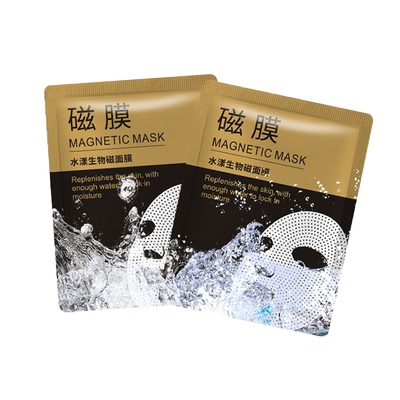 磁膜
MAGNETIC MASK
水漾生物磁面膜
Replenishes the skin, with
enough water to lock in
moisture
磁膜
MAGNETIC MASK
水漾生物磁面膜
Replenishes the skin, with
enough water to lock in
moisture